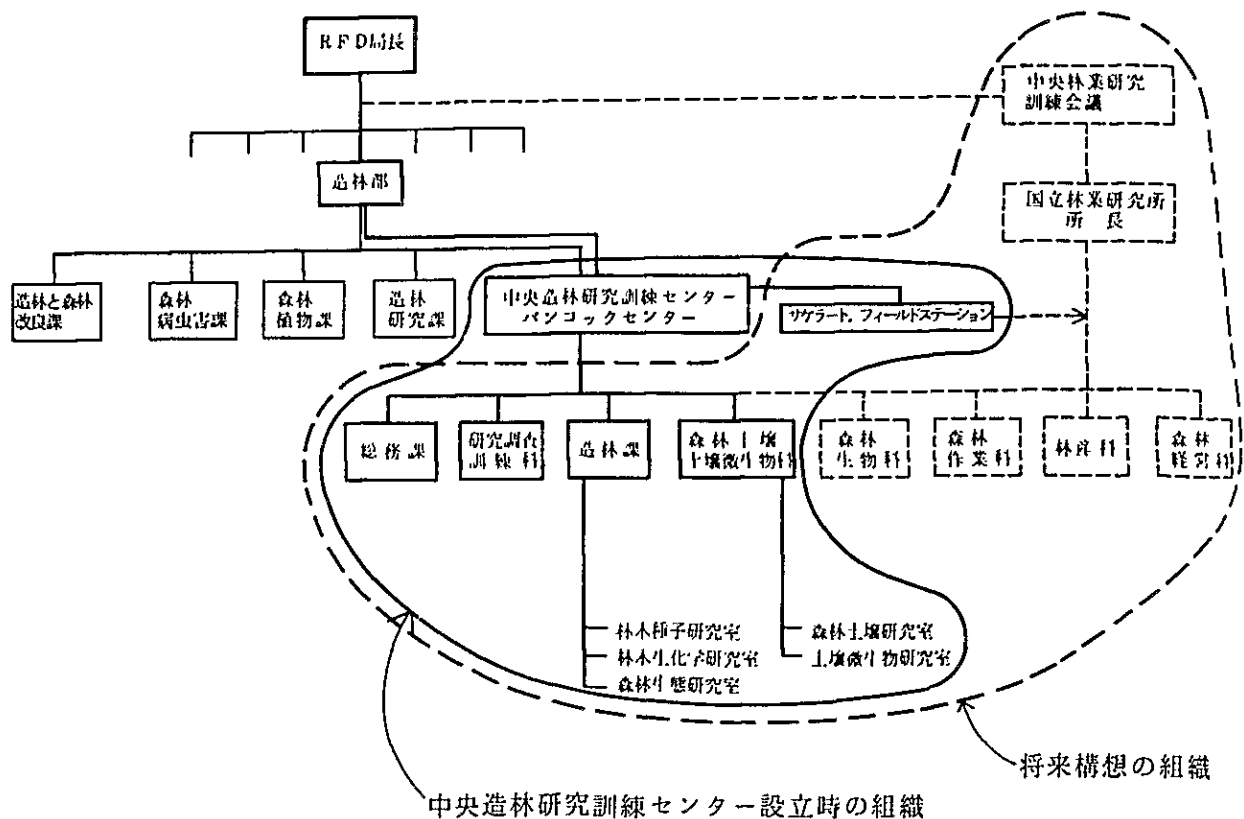 RFD局長
中央林業研究
訓練会議
造林部
国立林業研究所
所長
造林と森林
改良課
森林
病虫害課
森林
植物課
造林
研究課
中央造林研究訓練センター
バンコックセンター
サケラート.フィールドステーション
総務課
研究調査
訓練科
造林課
森林土壌
土壌微生物科
森林
生物科
森林
作業科
林産科
森林
経営科
林木種子研究室
林木生化学研究室
森林生態研究室
森林土壌研究室
土壌微生物研究室
将来構想の組織
中央造林研究訓練センター設立時の組織